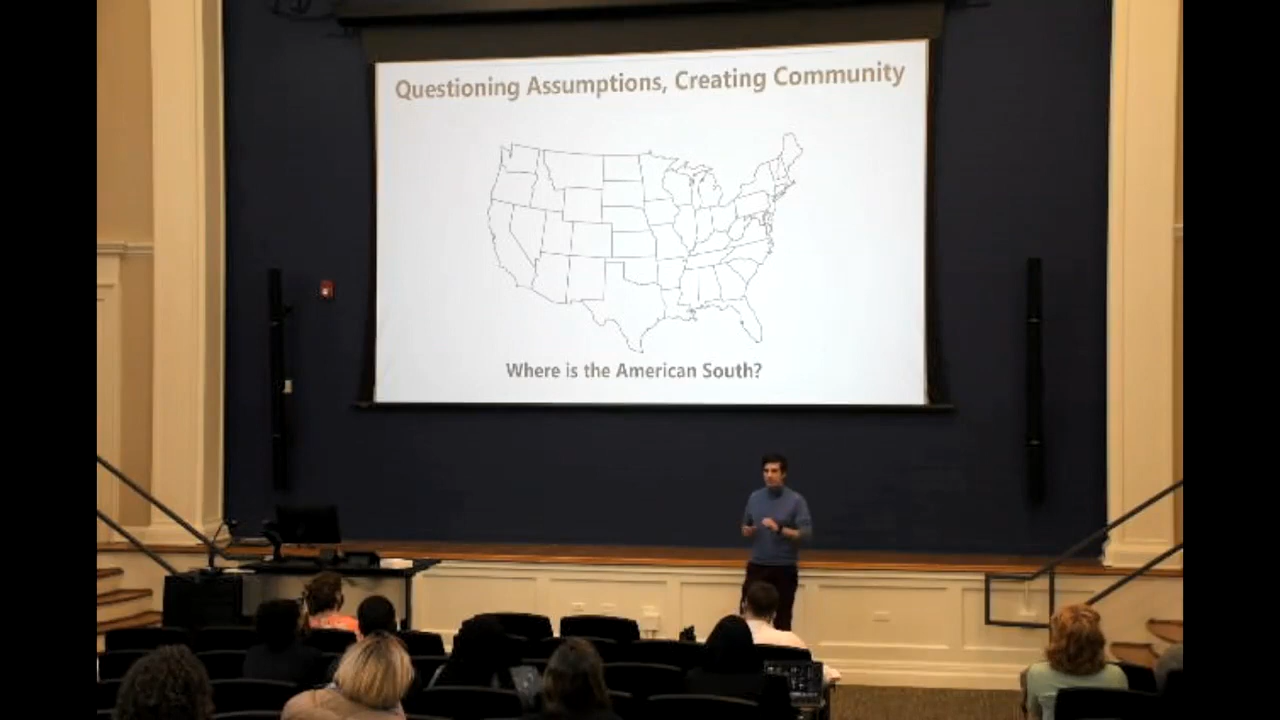 Questioning Assumptions, Creating Community
Where is the American South?